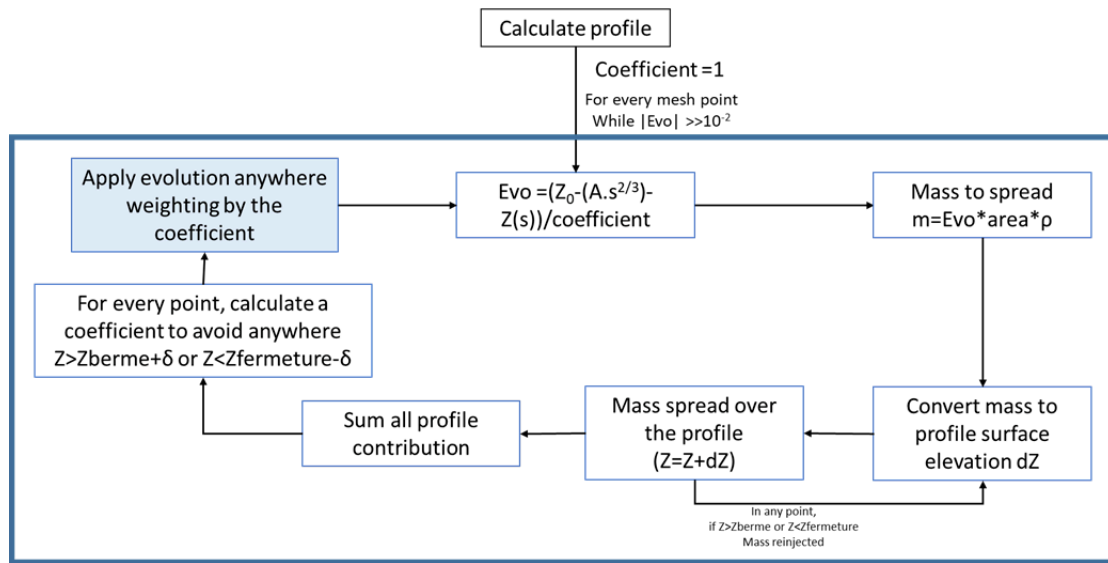 Calculate profile
Coefficient =1
For every mesh point
While |Evo| >>10⁻²
Apply evolution anywhere
weighting by the
coefficient
Evo =(Z₀-(A.s²ᐟ³)-
Z(s))/coefficient
Mass to spread
m=Evo*area*ρ
For every point, calculate a
coefficient to avoid anywhere
Z>Zberme+δ or Z<Zfermeture-δ
Sum all profile
contribution
Mass spread over
the profile
(Z=Z+dZ)
Convert mass to
profile surface
elevation dZ
In any point,
if Z>Zberme or Z<Zfermeture
Mass reinjected